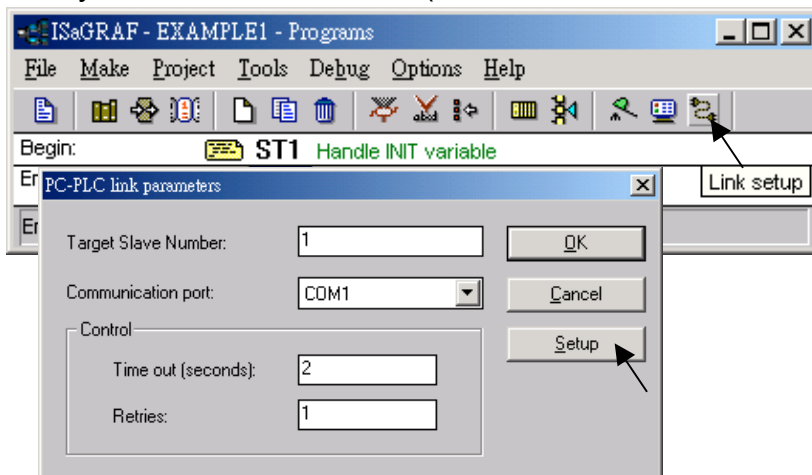 ISaGRAF - EXAMPLE1 - Programs
File Make Project Tools Debug Options Help
Begin: ST1 Handle INIT variable
Link setup
PC-PLC link parameters
Target Slave Number: 1
OK
Communication port: COM1
Cancel
Control
Setup
Time out (seconds): 2
Retries: 1